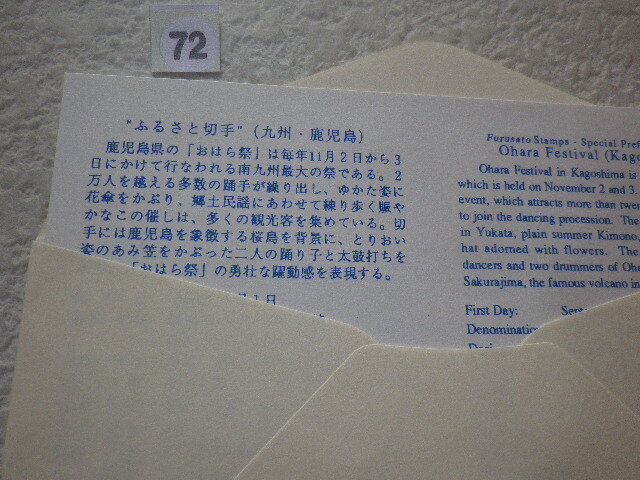 72
"ふるさと切手"(九州・鹿児島)
鹿児島県の「おはら祭」は毎年11月2日から3
日にかけて行なわれる南九州最大の祭である。2
万人を越える多数の踊手が繰り出し、ゆかた姿に
花傘をかぶり、郷土民謡にあわせて練り歩く賑や
かなこの催しは、多くの観光客を集めている。切
手には鹿児島を象徴する桜島を背景に、とりおい
姿のあみ笠をかぶった二人の踊り子と太鼓打ちを
「おはら祭」の勇壮な躍動感を表現する。
1日
Furusato Stamps - Special Pref
Ohara Festival (Kago
Ohara Festival in Kagoshima is
which is held on November 2 and 3.
event, which attracts more than twe
to join the dancing procession. The
in Yukata, plain summer Kimono
hat adorned with flowers. The
dancers and two drummers of Oha
Sakurajima, the famous volcano in
First Day: Sep
Denominatio